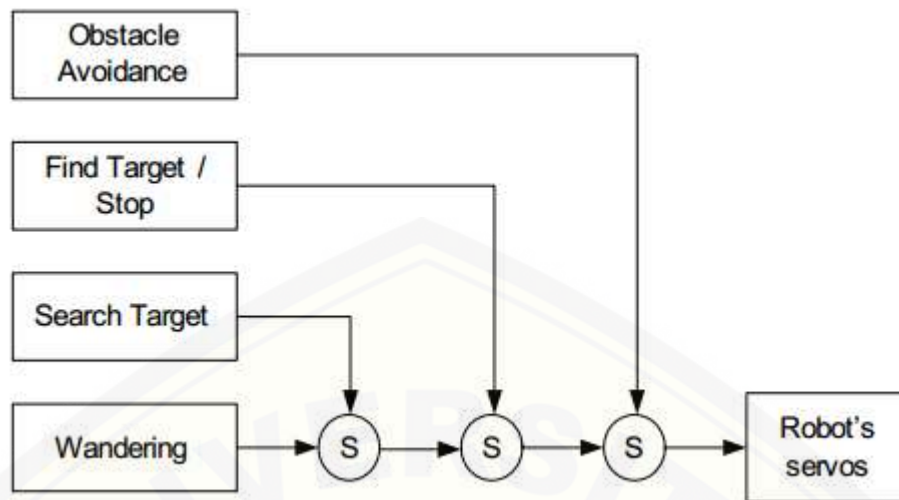 Obstacle
Avoidance
Find Target /
Stop
Search Target
Wandering
S
S
S
Robot's
servos